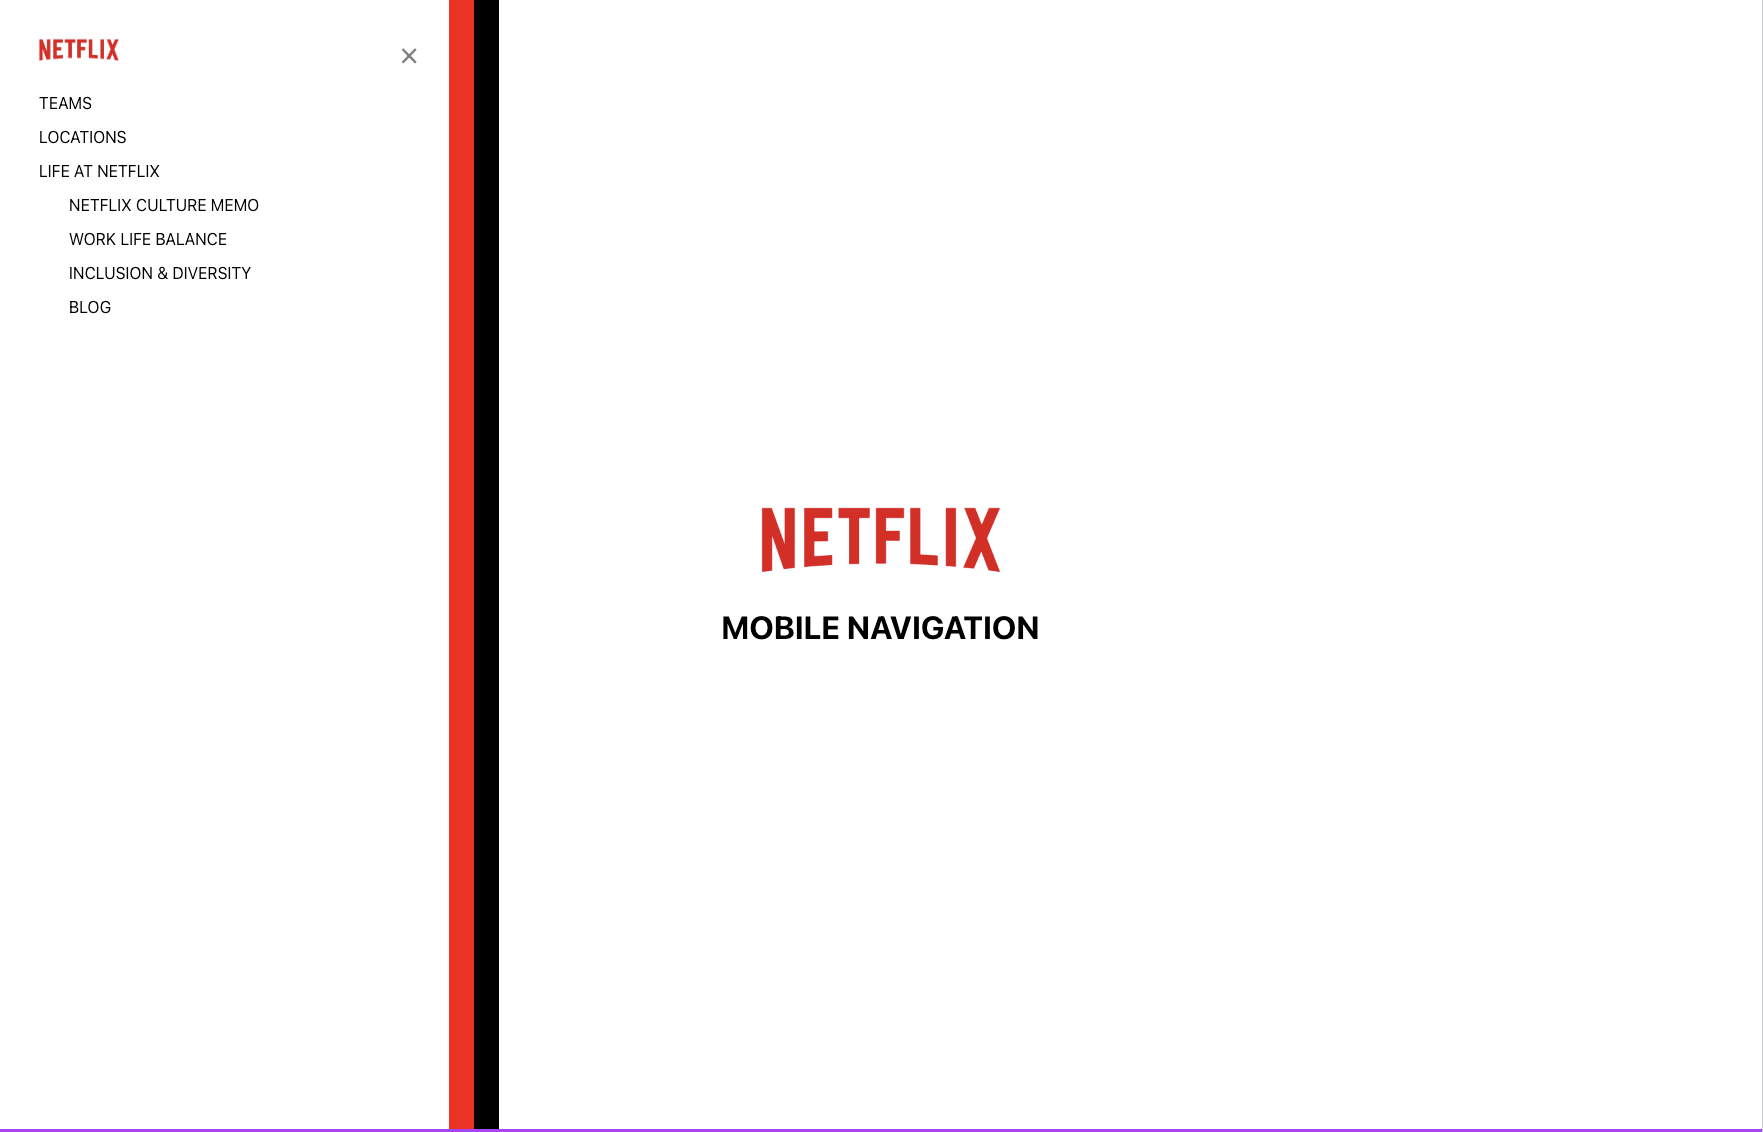 NETFLIX
TEAMS
LOCATIONS
LIFE AT NETFLIX
NETFLIX CULTURE MEMO
WORK LIFE BALANCE
INCLUSION & DIVERSITY
BLOG
NETFLIX
MOBILE NAVIGATION